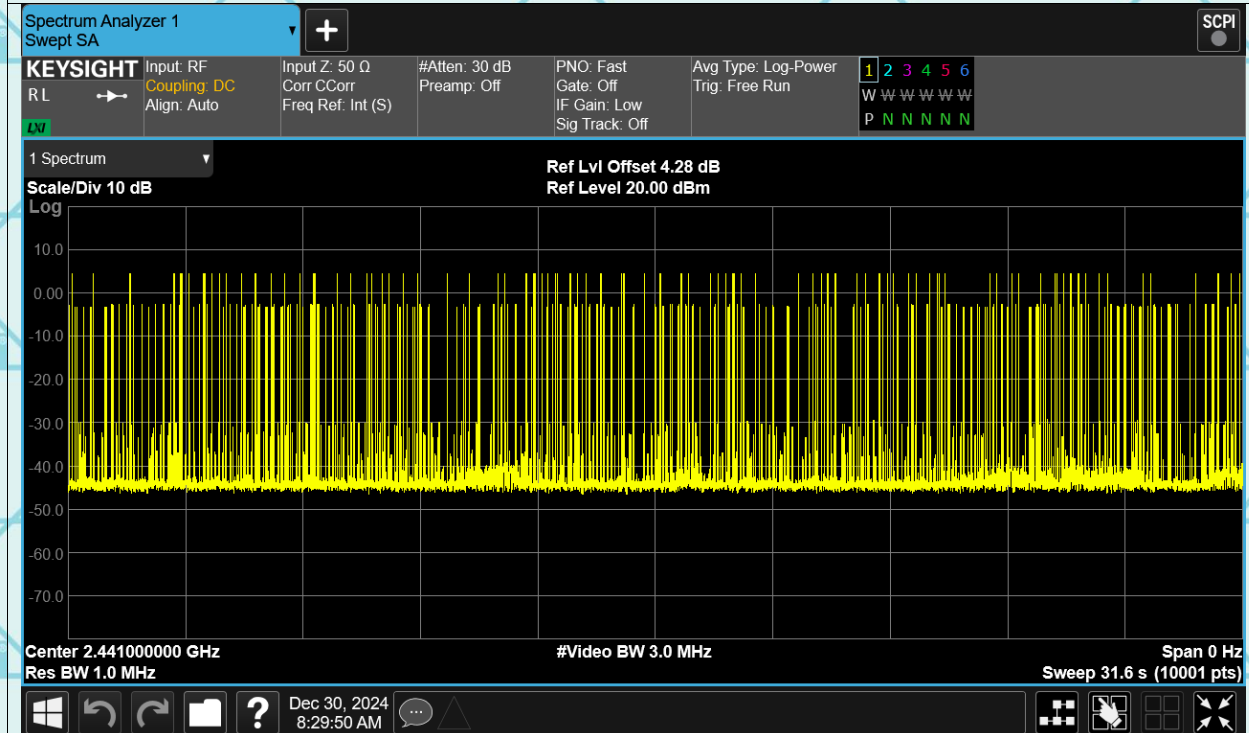 Spectrum Analyzer 1
Swept SA
SCPI
KEYSIGHT
RL
LXI
Input: RF
Coupling: DC
Align: Auto
Input Z: 50 Ω
Corr CCorr
Freq Ref: Int (S)
#Atten: 30 dB
Preamp: Off
PNO: Fast
Gate: Off
IF Gain: Low
Sig Track: Off
Avg Type: Log-Power
Trig: Free Run
1 2 3 4 5 6
W W W W W W
P N N N N N
1 Spectrum
Scale/Div 10 dB
Ref Lvl Offset 4.28 dB
Ref Level 20.00 dBm
Log
10.0
0.00
-10.0
-20.0
-30.0
-40.0
-50.0
-60.0
-70.0
Center 2.441000000 GHz
#Video BW 3.0 MHz
Span 0 Hz
Res BW 1.0 MHz
Sweep 31.6 s (10001 pts)
?
Dec 30, 2024
8:29:50 AM